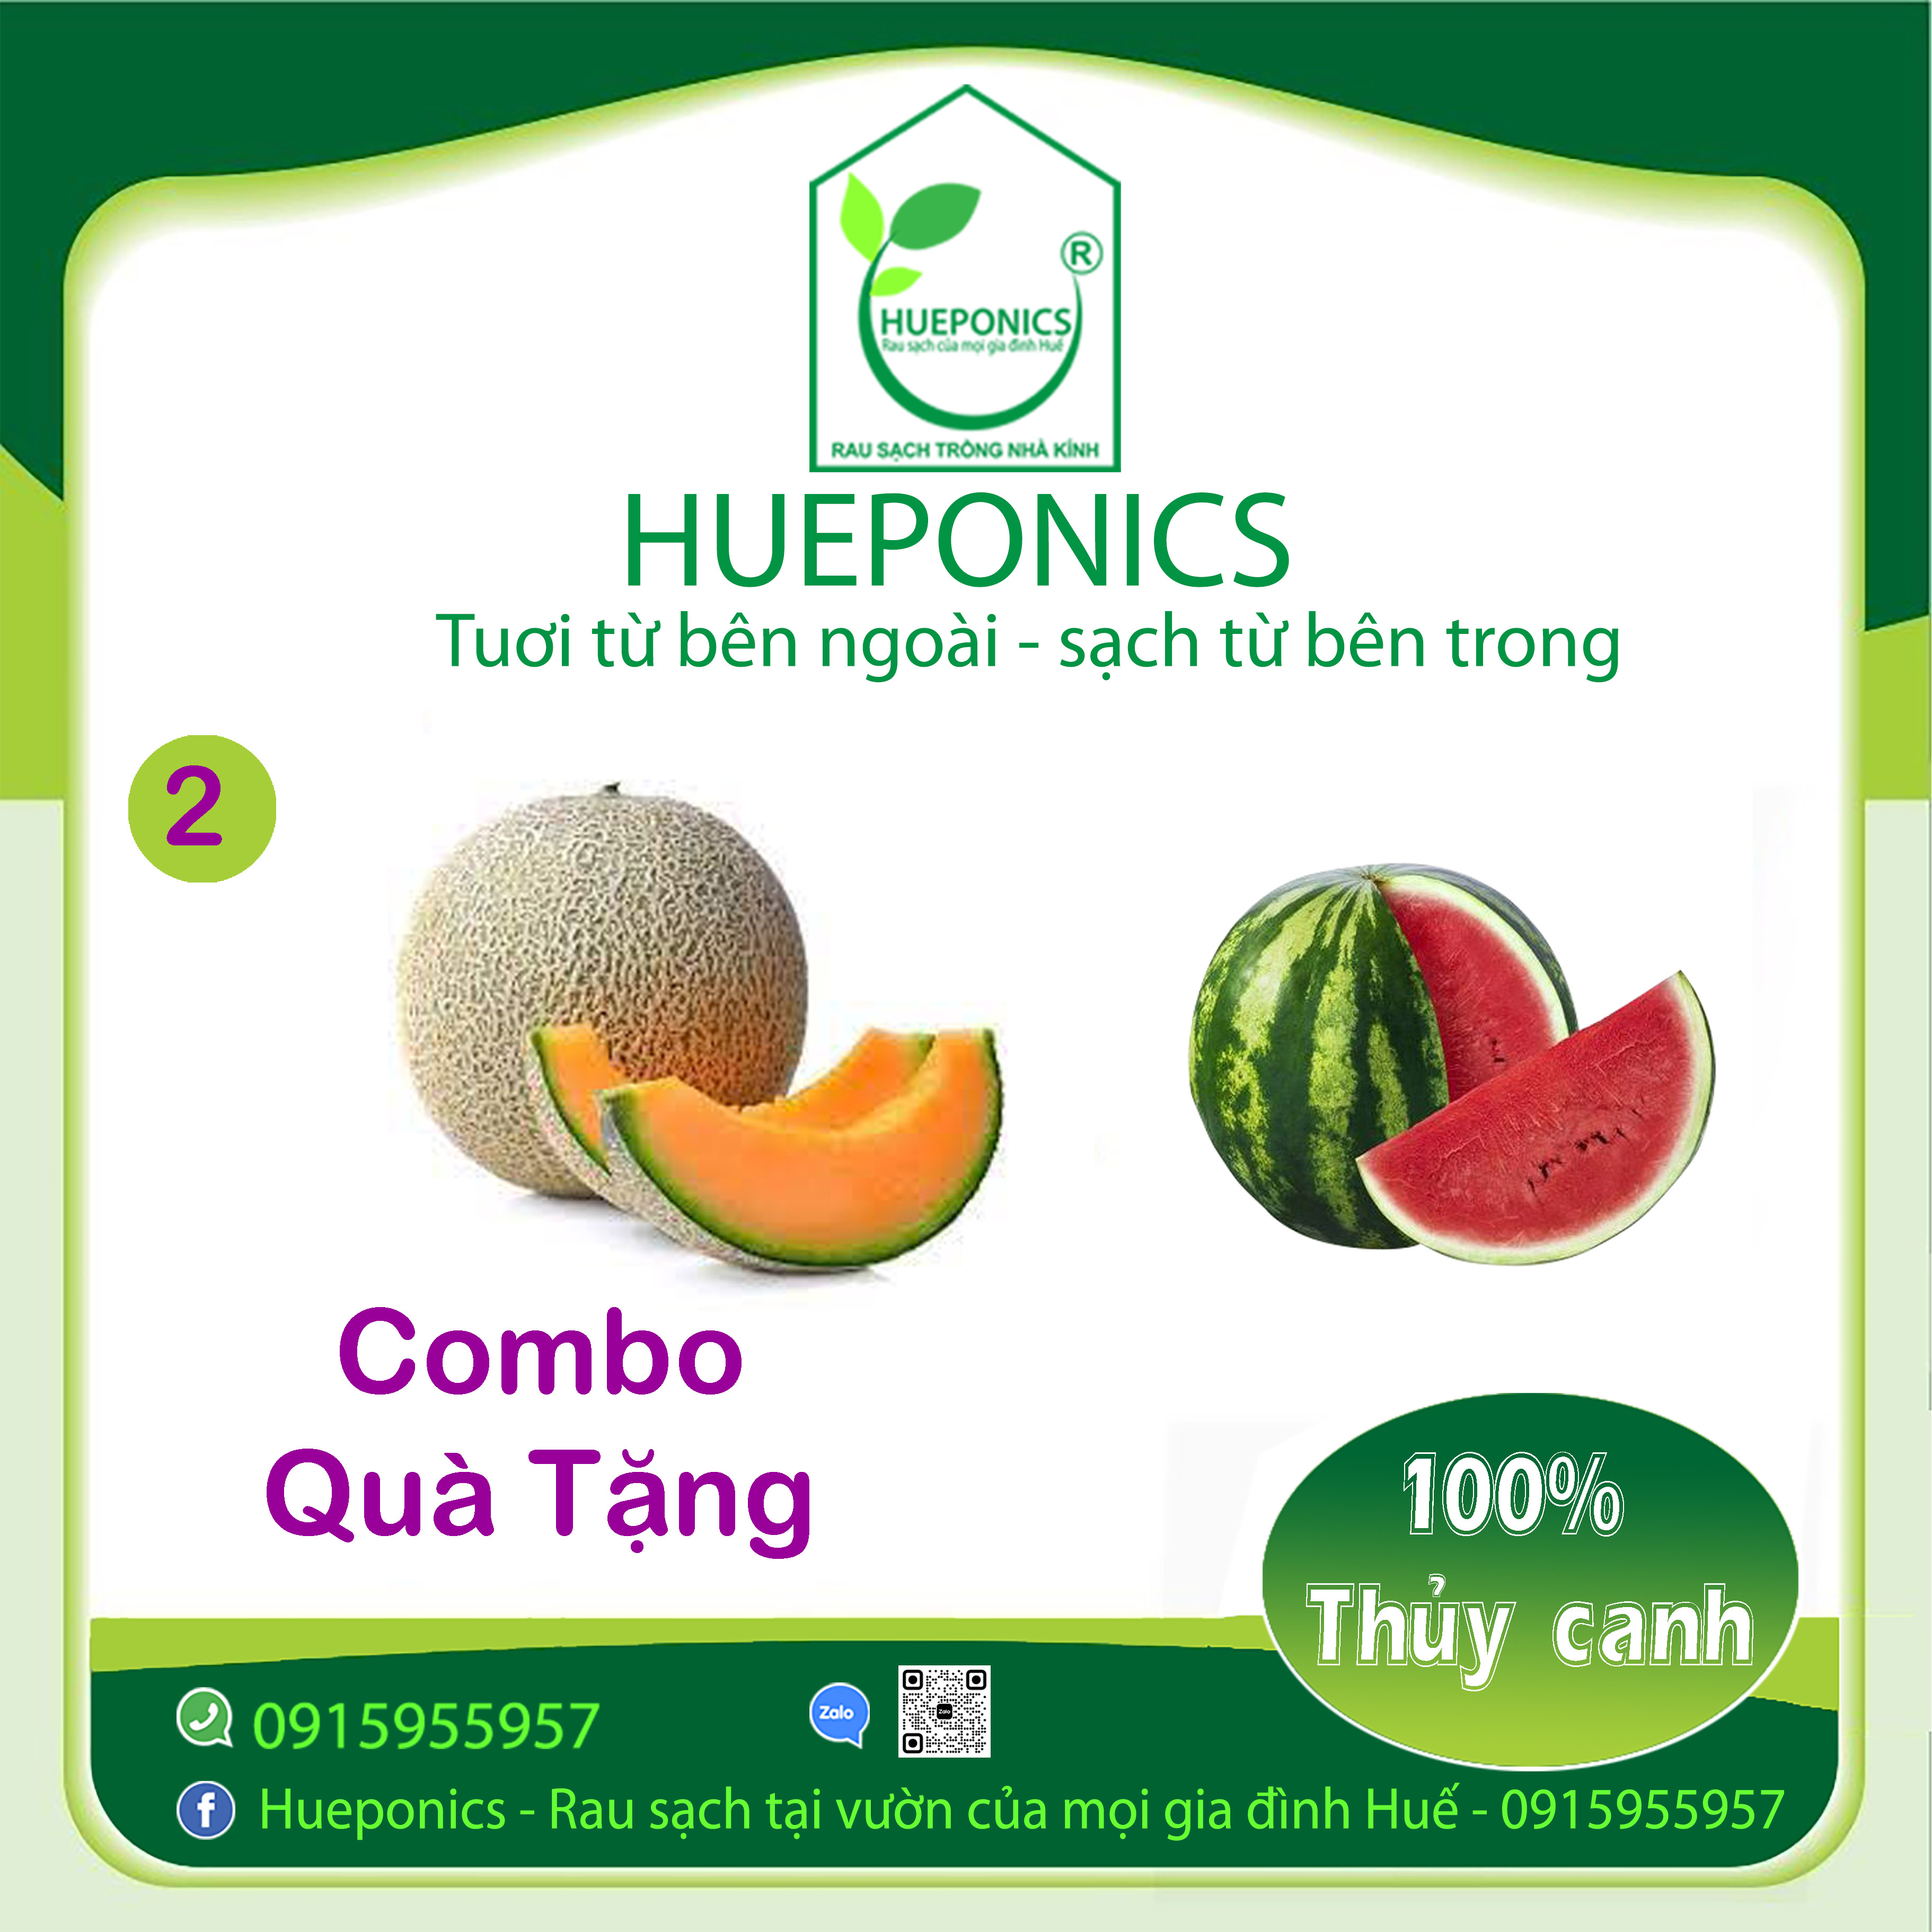 ®
HUEPONICS
Rau sạch của mọi gia đình Huế
RAU SẠCH TRỒNG NHÀ KÍNH
HUEPONICS
Tươi từ bên ngoài - sạch từ bên trong
2
Combo
Quà Tặng
100%
Thủy canh
0915955957
Zalo
Zalo
Hueponics - Rau sạch tại vườn của mọi gia đình Huế - 0915955957